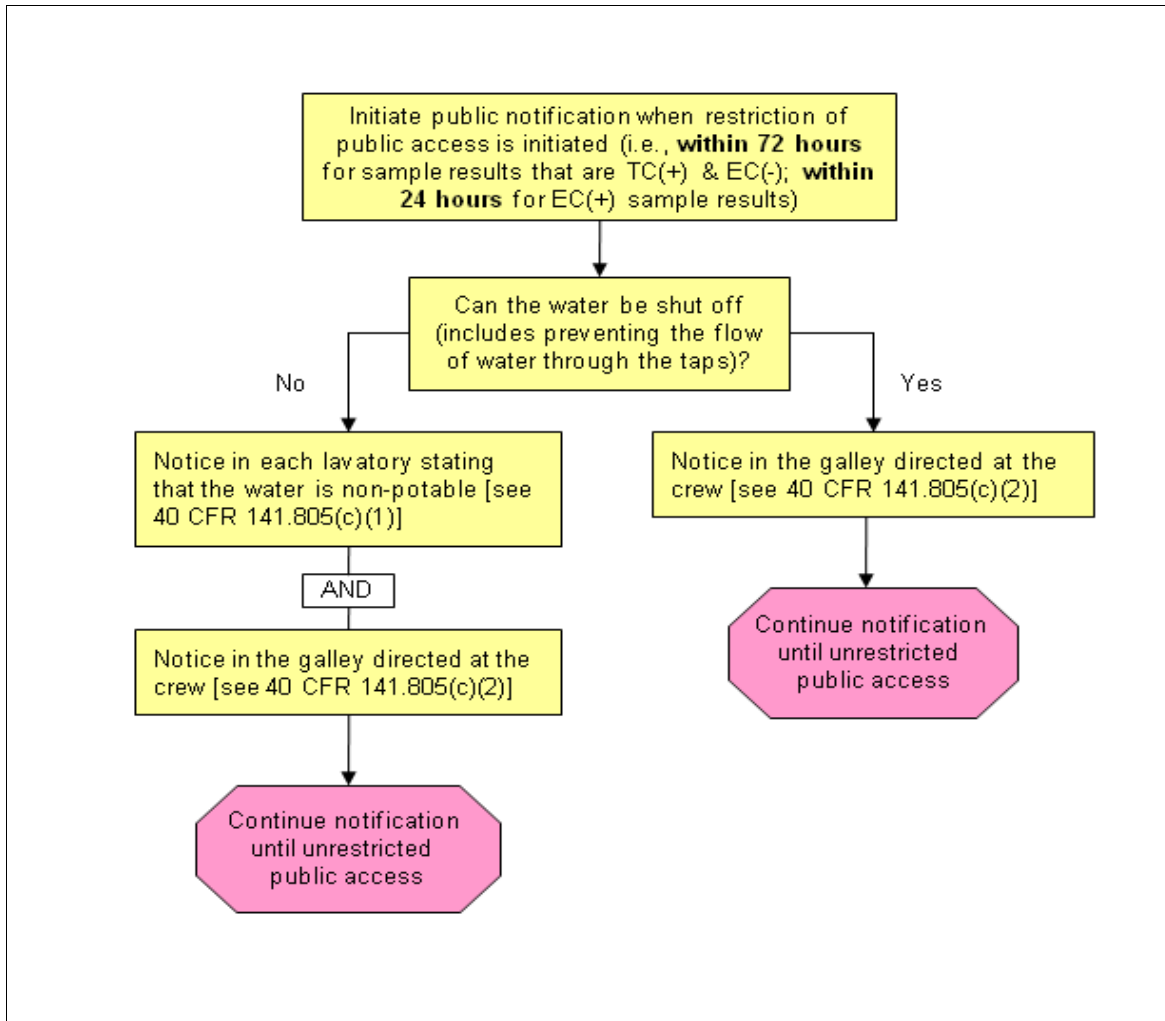 Initiate public notification when restriction of
public access is initiated (i.e., within 72 hours
for sample results that are TC(+) & EC(-); within
24 hours for EC(+) sample results)
Can the water be shut off
(includes preventing the flow
of water through the taps)?
No
Yes
Notice in each lavatory stating
that the water is non-potable [see
40 CFR 141.805(c)(1)]
AND
Notice in the galley directed at the
crew [see 40 CFR 141.805(c)(2)]
Continue notification
until unrestricted
public access
Notice in the galley directed at the
crew [see 40 CFR 141.805(c)(2)]
Continue notification
until unrestricted
public access